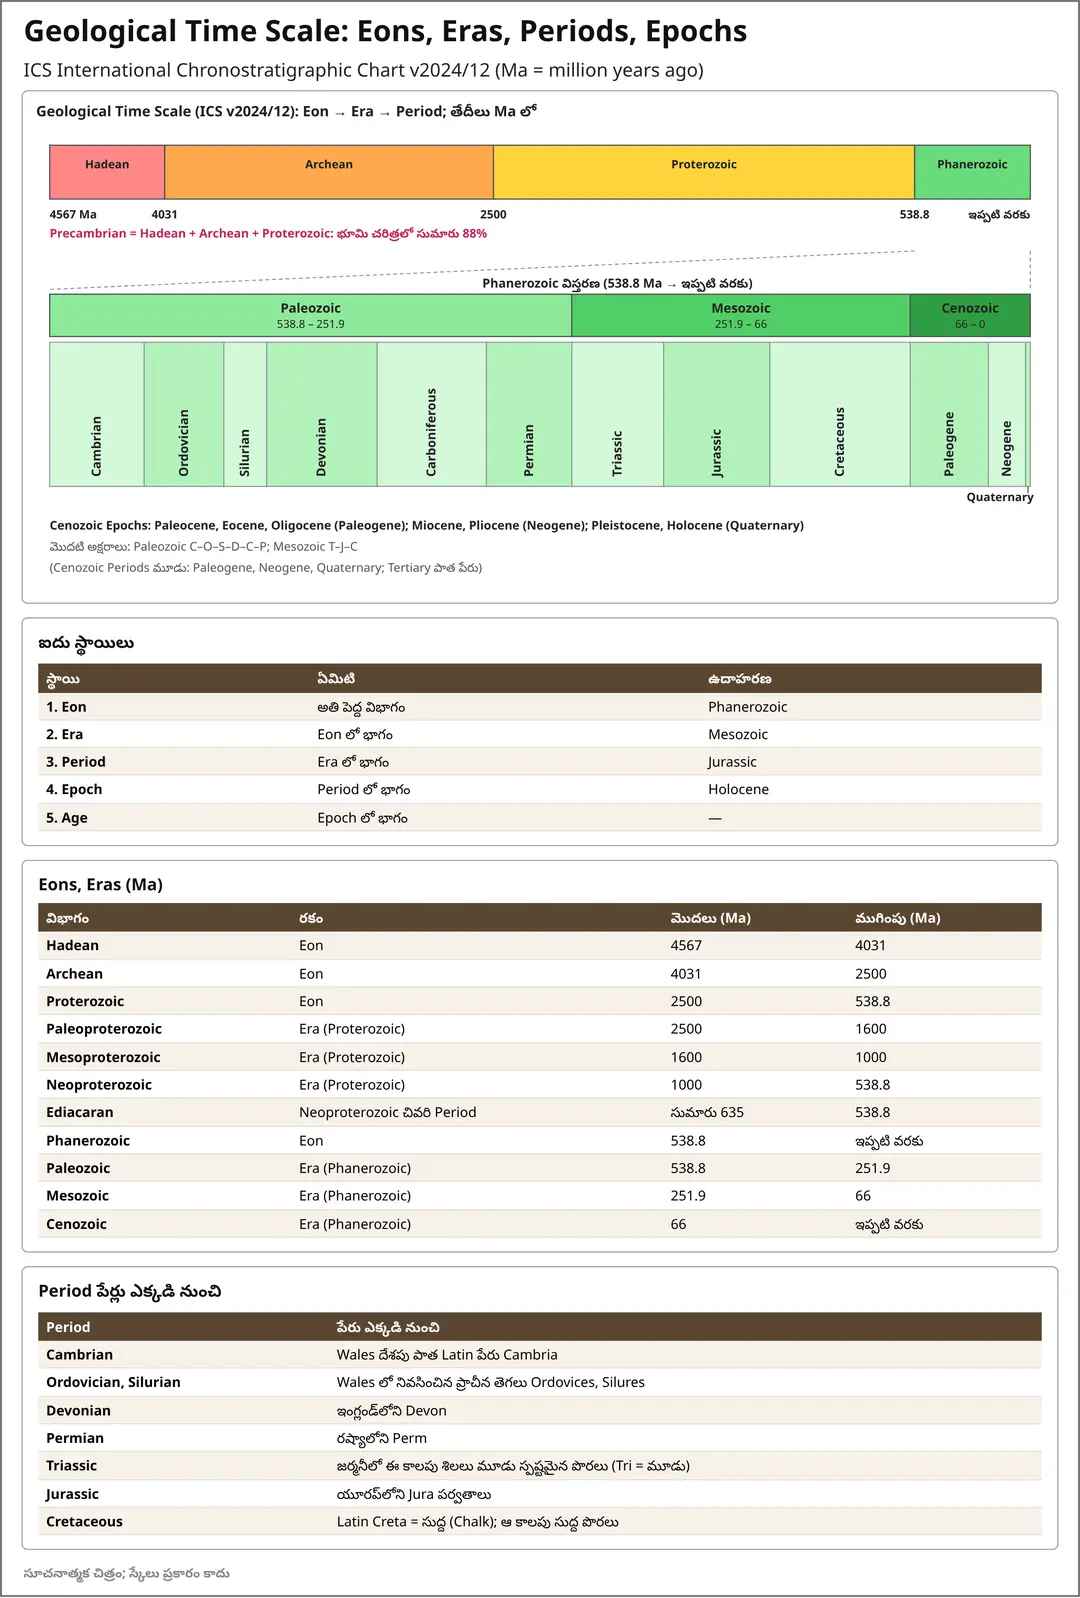 Geological Time Scale: Eons, Eras, Periods, Epochs
ICS International Chronostratigraphic Chart v2024/12 (Ma = million years ago)
Geological Time Scale (ICS v2024/12): Eon → Era → Period; తేదీలు Ma లో
Hadean Archean Proterozoic Phanerozoic
4567 Ma 4031 2500 538.8 ఇప్పటి వరకు
Precambrian = Hadean + Archean + Proterozoic: భూమి చరిత్రలో సుమారు 88%
Phanerozoic విస్తరణ (538.8 Ma → ఇప్పటి వరకు)
Paleozoic Mesozoic Cenozoic
538.8 – 251.9 251.9 – 66 66 – 0
Cambrian Ordovician Silurian Devonian Carboniferous Permian Triassic Jurassic Cretaceous Paleogene Neogene
Quaternary
Cenozoic Epochs: Paleocene, Eocene, Oligocene (Paleogene); Miocene, Pliocene (Neogene); Pleistocene, Holocene (Quaternary)
మొదటి అక్షరాలు: Paleozoic C–O–S–D–C–P; Mesozoic T–J–C
(Cenozoic Periods మూడు: Paleogene, Neogene, Quaternary; Tertiary పాత పేరు)
ఐదు స్థాయిలు
స్థాయి ఏమిటి ఉదాహరణ
1. Eon అతి పెద్ద విభాగం Phanerozoic
2. Era Eon లో భాగం Mesozoic
3. Period Era లో భాగం Jurassic
4. Epoch Period లో భాగం Holocene
5. Age Epoch లో భాగం —
Eons, Eras (Ma)
విభాగం రకం మొదలు (Ma) ముగింపు (Ma)
Hadean Eon 4567 4031
Archean Eon 4031 2500
Proterozoic Eon 2500 538.8
Paleoproterozoic Era (Proterozoic) 2500 1600
Mesoproterozoic Era (Proterozoic) 1600 1000
Neoproterozoic Era (Proterozoic) 1000 538.8
Ediacaran Neoproterozoic చివరి Period సుమారు 635 538.8
Phanerozoic Eon 538.8 ఇప్పటి వరకు
Paleozoic Era (Phanerozoic) 538.8 251.9
Mesozoic Era (Phanerozoic) 251.9 66
Cenozoic Era (Phanerozoic) 66 ఇప్పటి వరకు
Period పేర్లు ఎక్కడి నుంచి
Period పేరు ఎక్కడి నుంచి
Cambrian Wales దేశపు పాత Latin పేరు Cambria
Ordovician, Silurian Wales లో నివసించిన ప్రాచీన తెగలు Ordovices, Silures
Devonian ఇంగ్లండ్‌లోని Devon
Permian రష్యాలోని Perm
Triassic జర్మనీలో ఈ కాలపు శిలలు మూడు స్పష్టమైన పొరలు (Tri = మూడు)
Jurassic యూరప్‌లోని Jura పర్వతాలు
Cretaceous Latin Creta = సుద్ద (Chalk); ఆ కాలపు సుద్ద పొరలు
సూచనాత్మక చిత్రం; స్కేలు ప్రకారం కాదు